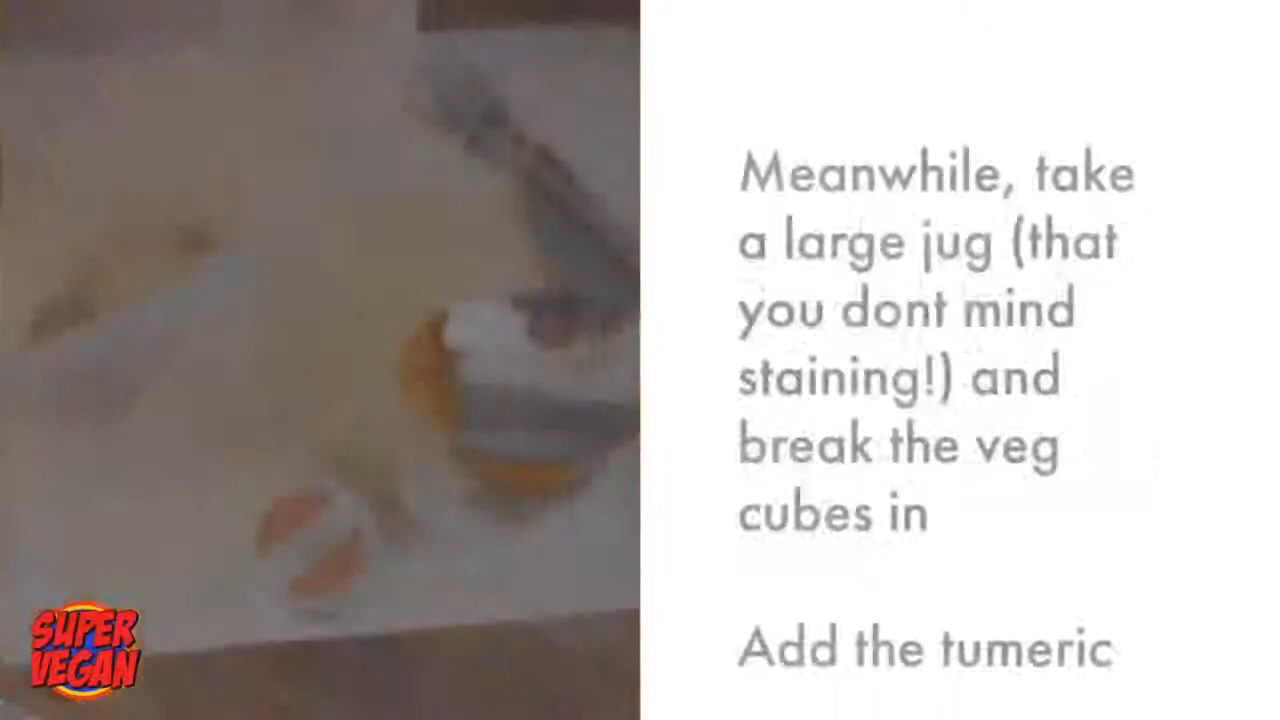 Meanwhile, take
a large jug (that
you dont mind
staining!) and
break the veg
cubes in
Add the tumeric
SUPER
VEGAN